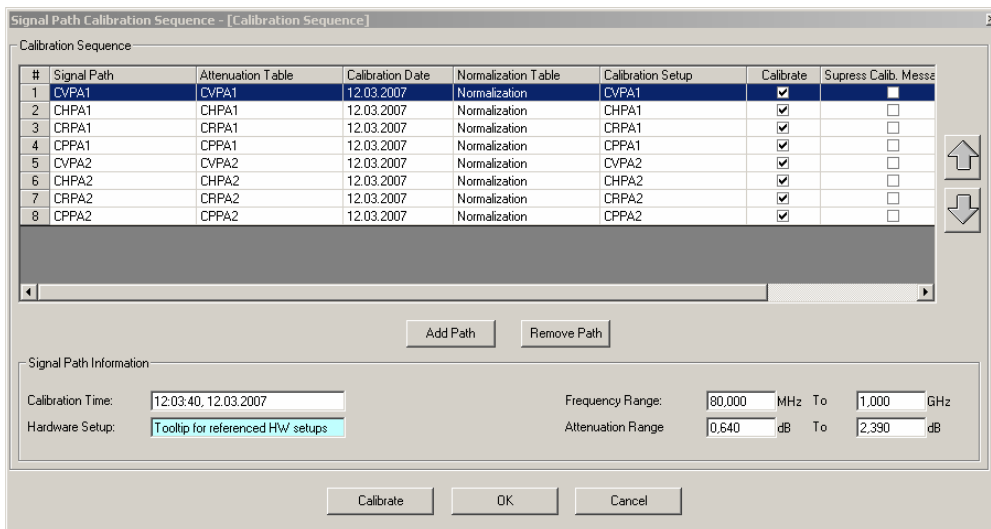 Signal Path Calibration Sequence - [Calibration Sequence]
Calibration Sequence
# Signal Path Attenuation Table Calibration Date Normalization Table Calibration Setup Calibrate Supress Calib. Messa
1 CVPA1 CVPA1 12.03.2007 Normalization CVPA1
2 CHPA1 CHPA1 12.03.2007 Normalization CHPA1
3 CRPA1 CRPA1 12.03.2007 Normalization CRPA1
4 CPPA1 CPPA1 12.03.2007 Normalization CPPA1
5 CVPA2 CVPA2 12.03.2007 Normalization CVPA2
6 CHPA2 CHPA2 12.03.2007 Normalization CHPA2
7 CRPA2 CRPA2 12.03.2007 Normalization CRPA2
8 CPPA2 CPPA2 12.03.2007 Normalization CPPA2
Add Path Remove Path
Signal Path Information
Calibration Time: 12:03:40, 12.03.2007 Frequency Range: 80,000 MHz To 1,000 GHz
Hardware Setup: Tooltip for referenced HW setups Attenuation Range 0,640 dB To 2,390 dB
Calibrate OK Cancel